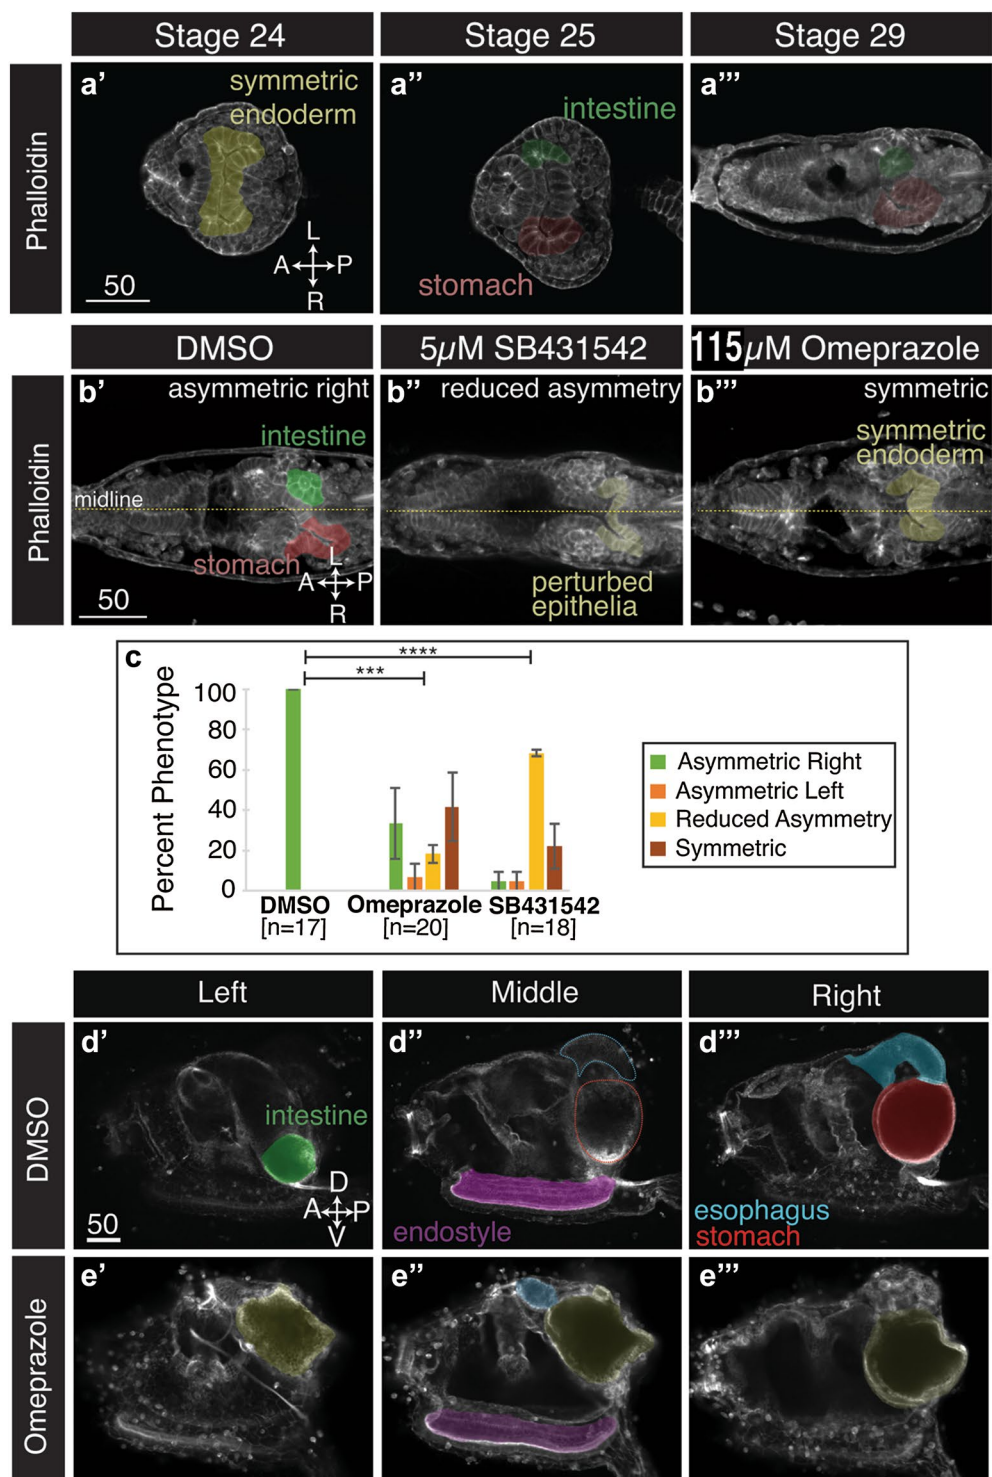 Stage 24
Stage 25
Stage 29
Phalloidin
a’
symmetric
endoderm
L
A P
R
50
a’’
intestine
stomach
a’’’
DMSO
5µM SB431542
115µM Omeprazole
Phalloidin
b’
asymmetric right
intestine
midline
stomach
L
A P
R
50
b’’
reduced asymmetry
perturbed
epithelia
b’’’
symmetric
symmetric
endoderm
c
****
***
Percent Phenotype
100
80
60
40
20
0
DMSO
[n=17]
Omeprazole
[n=20]
SB431542
[n=18]
Asymmetric Right
Asymmetric Left
Reduced Asymmetry
Symmetric
Left
Middle
Right
DMSO
d’
intestine
D
A P
V
50
d’’
endostyle
d’’’
esophagus
stomach
Omeprazole
e’
e’’
e’’’